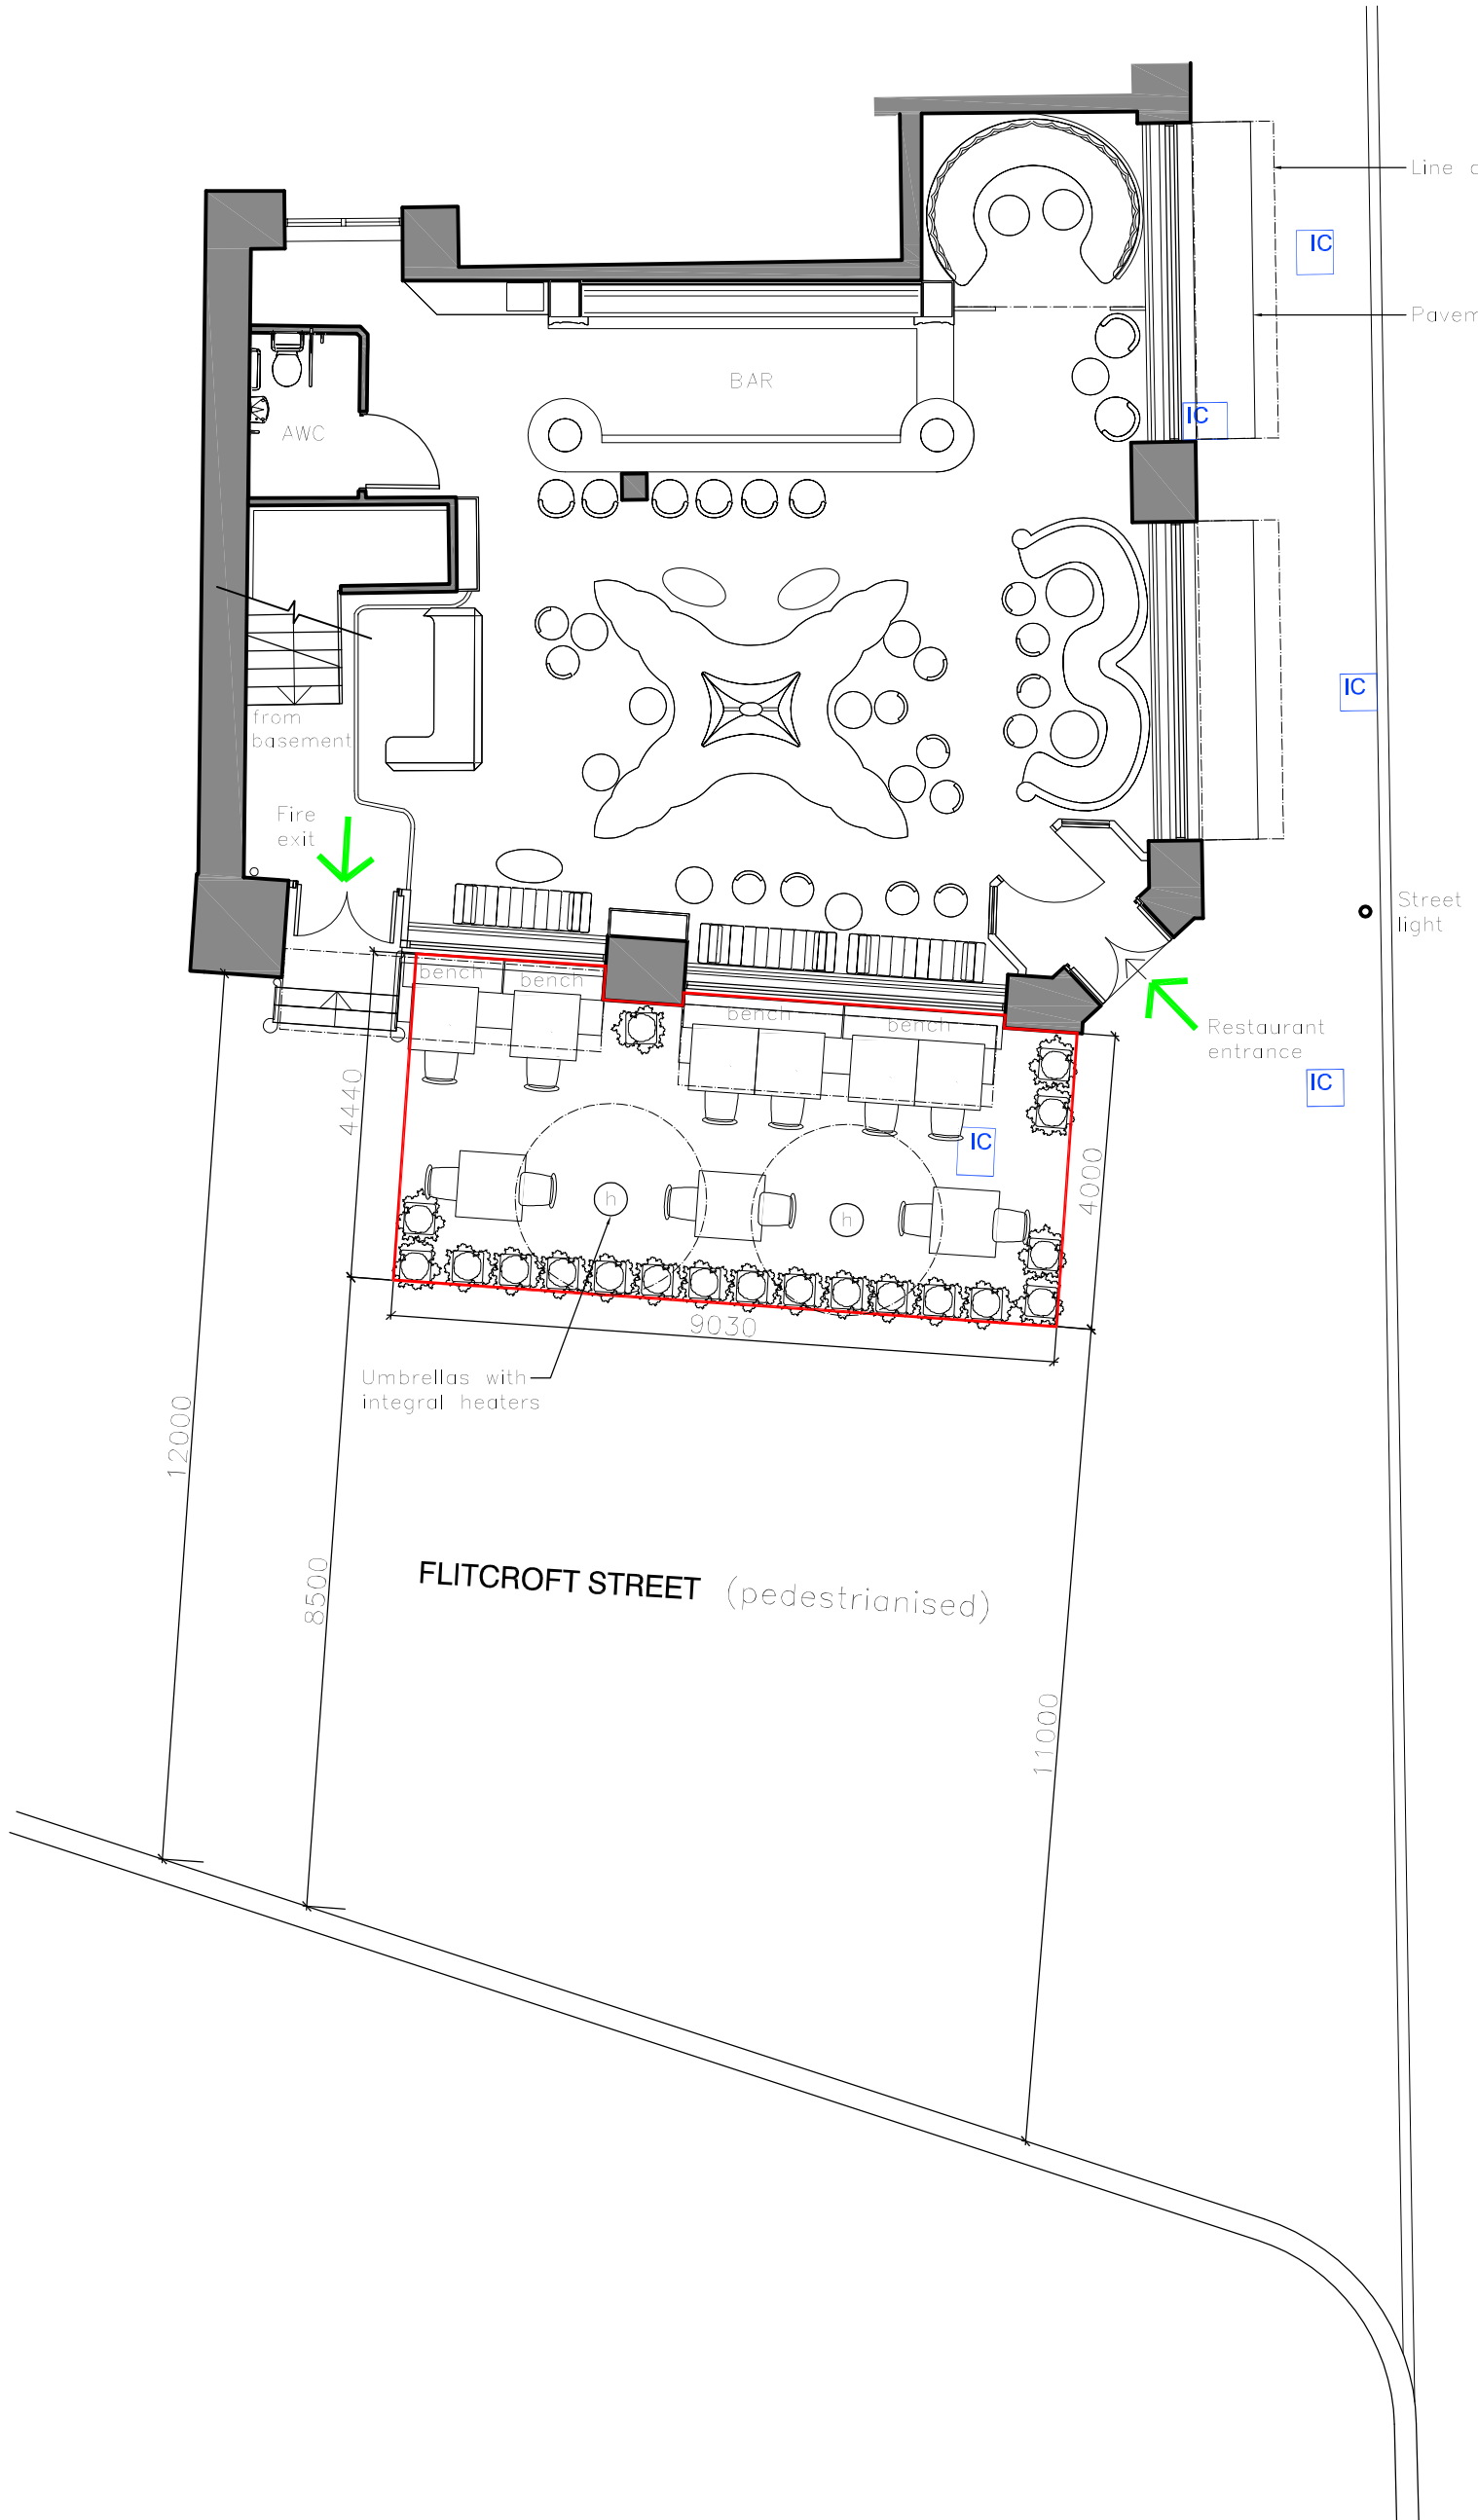 Line
IC
Pavem
BAR
IC
AWC
IC
from
basement
Fire
exit
Street
light
bench
bench
bench
bench
Restaurant
entrance
IC
4440
IC
4000
h
h
9030
Umbrellas with
integral heaters
12000
8500
FLITCROFT STREET (pedestrianised)
11000